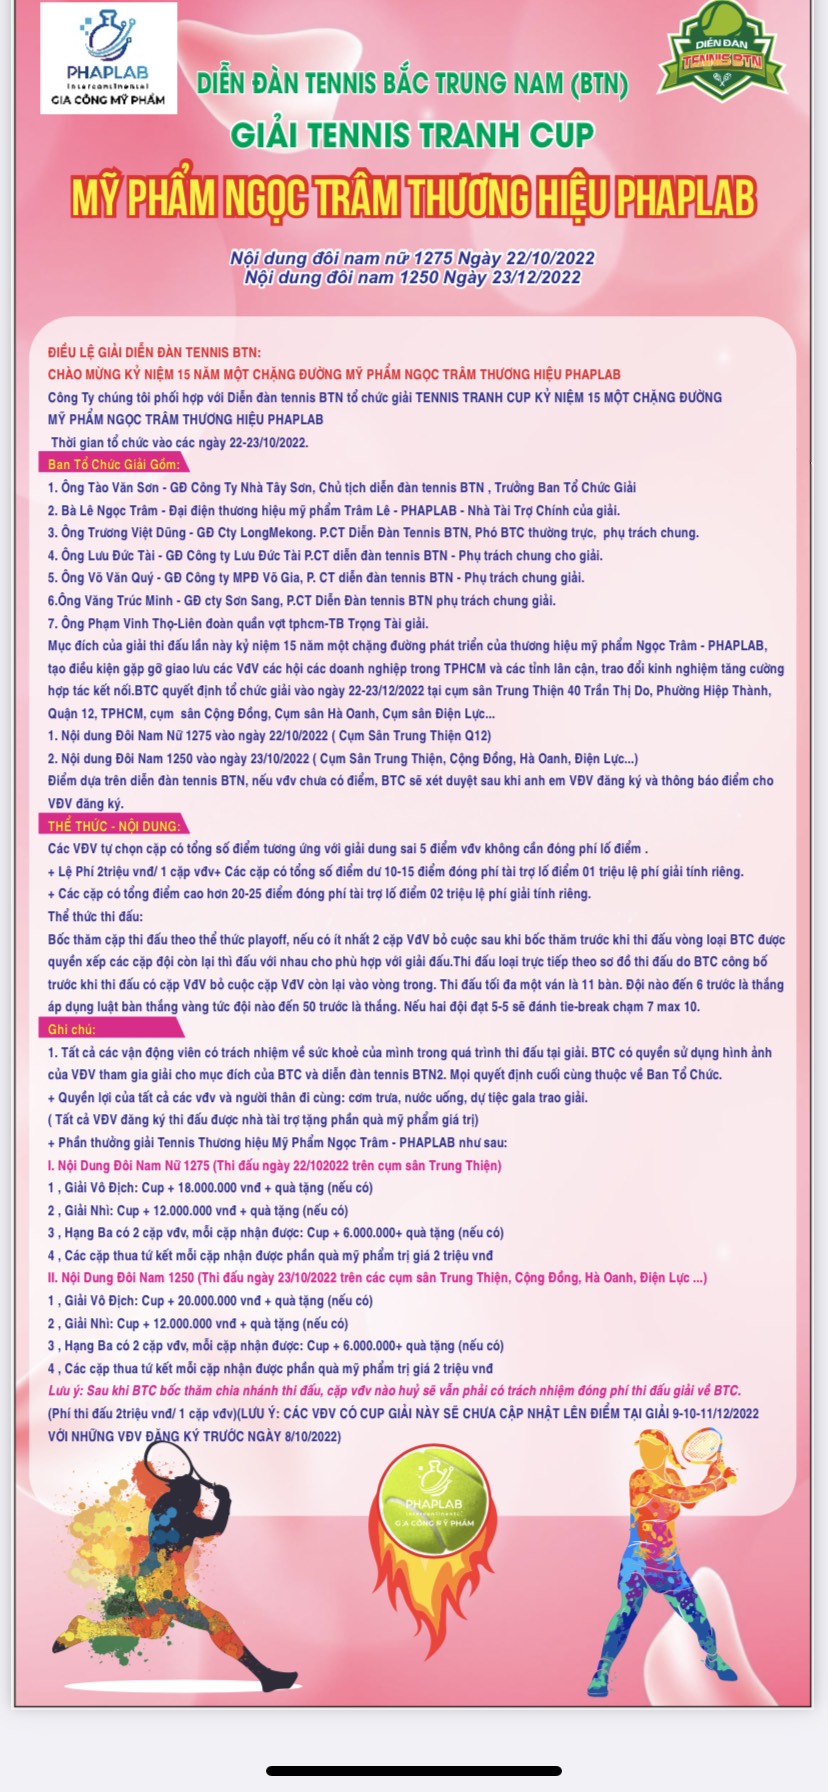 PHAPLAB
Intercontinental
GIA CÔNG MỸ PHẨM
DIỄN ĐÀN
TENNIS BTN
DIỄN ĐÀN TENNIS BẮC TRUNG NAM (BTN)
GIẢI TENNIS TRANH CUP
MỸ PHẨM NGỌC TRÂM THƯƠNG HIỆU PHAPLAB
Nội dung đôi nam nữ 1275 Ngày 22/10/2022
Nội dung đôi nam 1250 Ngày 23/12/2022
ĐIỀU LỆ GIẢI DIỄN ĐÀN TENNIS BTN:
CHÀO MỪNG KỶ NIỆM 15 NĂM MỘT CHẶNG ĐƯỜNG MỸ PHẨM NGỌC TRÂM THƯƠNG HIỆU PHAPLAB
Công Ty chúng tôi phối hợp với Diễn đàn tennis BTN tổ chức giải TENNIS TRANH CUP KỶ NIỆM 15 MỘT CHẶNG ĐƯỜNG
MỸ PHẨM NGỌC TRÂM THƯƠNG HIỆU PHAPLAB
Thời gian tổ chức vào các ngày 22-23/10/2022.
Ban Tổ Chức Giải Gồm:
1. Ông Tào Văn Sơn - GĐ Công Ty Nhà Tây Sơn, Chủ tịch diễn đàn tennis BTN , Trưởng Ban Tổ Chức Giải
2. Bà Lê Ngọc Trâm - Đại điện thương hiệu mỹ phẩm Trâm Lê - PHAPLAB - Nhà Tài Trợ Chính của giải.
3. Ông Trương Việt Dũng - GĐ Cty LongMekong. P.CT Diễn Đàn Tennis BTN, Phó BTC thường trực, phụ trách chung.
4. Ông Lưu Đức Tài - GĐ Công ty Lưu Đức Tài P.CT diễn đàn tennis BTN - Phụ trách chung cho giải.
5. Ông Võ Văn Quý - GĐ Công ty MPĐ Võ Gia, P. CT diễn đàn tennis BTN - Phụ trách chung giải.
6.Ông Văng Trúc Minh - GĐ cty Sơn Sang, P.CT Diễn Đàn tennis BTN phụ trách chung giải.
7. Ông Phạm Vinh Thọ-Liên đoàn quần vợt tphcm-TB Trọng Tài giải.
Mục đích của giải thi đấu lần này kỷ niệm 15 năm một chặng đường phát triển của thương hiệu mỹ phẩm Ngọc Trâm - PHAPLAB,
tạo điều kiện gặp gỡ giao lưu các VđV các hội các doanh nghiệp trong TPHCM và các tỉnh lân cận, trao đổi kinh nghiệm tăng cường
hợp tác kết nối.BTC quyết định tổ chức giải vào ngày 22-23/12/2022 tại cụm sân Trung Thiện 40 Trần Thị Do, Phường Hiệp Thành,
Quận 12, TPHCM, cụm sân Cộng Đồng, Cụm sân Hà Oanh, Cụm sân Điện Lực...
1. Nội dung Đôi Nam Nữ 1275 vào ngày 22/10/2022 ( Cụm Sân Trung Thiện Q12)
2. Nội dung Đôi Nam 1250 vào ngày 23/10/2022 ( Cụm Sân Trung Thiện, Cộng Đồng, Hà Oanh, Điện Lực...)
Điểm dựa trên diễn đàn tennis BTN, nếu vđv chưa có điểm, BTC sẽ xét duyệt sau khi anh em VĐV đăng ký và thông báo điểm cho
VĐV đăng ký.
THỂ THỨC - NỘI DUNG:
Các VĐV tự chọn cặp có tổng số điểm tương ứng với giải dung sai 5 điểm vđv không cần đóng phí lố điểm .
+ Lệ Phí 2triệu vnđ/ 1 cặp vđv+ Các cặp có tổng số điểm dư 10-15 điểm đóng phí tài trợ lố điểm 01 triệu lệ phí giải tính riêng.
+ Các cặp có tổng điểm cao hơn 20-25 điểm đóng phí tài trợ lố điểm 02 triệu lệ phí giải tính riêng.
Thể thức thi đấu:
Bốc thăm cặp thi đấu theo thể thức playoff, nếu có ít nhất 2 cặp VđV bỏ cuộc sau khi bốc thăm trước khi thi đấu vòng loại BTC được
quyền xếp các cặp đội còn lại thi đấu với nhau cho phù hợp với giải đấu.Thi đấu loại trực tiếp theo sơ đồ thi đấu do BTC công bố
trước khi thi đấu có cặp VđV bỏ cuộc cặp VđV còn lại vào vòng trong. Thi đấu tối đa một ván là 11 bàn. Đội nào đến 6 trước là thắng
áp dụng luật bàn thắng vàng tức đội nào đến 50 trước là thắng. Nếu hai đội đạt 5-5 sẽ đánh tie-break chạm 7 max 10.
Ghi chú:
1. Tất cả các vận động viên có trách nhiệm về sức khoẻ của mình trong quá trình thi đấu tại giải. BTC có quyền sử dụng hình ảnh
của VĐV tham gia giải cho mục đích của BTC và diễn đàn tennis BTN2. Mọi quyết định cuối cùng thuộc về Ban Tổ Chức.
+ Quyền lợi của tất cả các vđv và người thân đi cùng: cơm trưa, nước uống, dự tiệc gala trao giải.
( Tất cả VĐV đăng ký thi đấu được nhà tài trợ tặng phần quà mỹ phẩm giá trị)
+ Phần thưởng giải Tennis Thương hiệu Mỹ Phẩm Ngọc Trâm - PHAPLAB như sau:
I. Nội Dung Đôi Nam Nữ 1275 (Thi đấu ngày 22/102022 trên cụm sân Trung Thiện)
1 , Giải Vô Địch: Cup + 18.000.000 vnđ + quà tặng (nếu có)
2 , Giải Nhì: Cup + 12.000.000 vnđ + quà tặng (nếu có)
3 , Hạng Ba có 2 cặp vđv, mỗi cặp nhận được: Cup + 6.000.000+ quà tặng (nếu có)
4 , Các cặp thua tứ kết mỗi cặp nhận được phần quà mỹ phẩm trị giá 2 triệu vnđ
II. Nội Dung Đôi Nam 1250 (Thi đấu ngày 23/10/2022 trên các cụm sân Trung Thiện, Cộng Đồng, Hà Oanh, Điện Lực ...)
1 , Giải Vô Địch: Cup + 20.000.000 vnđ + quà tặng (nếu có)
2 , Giải Nhì: Cup + 12.000.000 vnđ + quà tặng (nếu có)
3 , Hạng Ba có 2 cặp vđv, mỗi cặp nhận được: Cup + 6.000.000+ quà tặng (nếu có)
4 , Các cặp thua tứ kết mỗi cặp nhận được phần quà mỹ phẩm trị giá 2 triệu vnđ
Lưu ý: Sau khi BTC bốc thăm chia nhánh thi đấu, cặp vđv nào huỷ sẽ vẫn phải có trách nhiệm đóng phí thi đấu giải về BTC.
(Phí thi đấu 2triệu vnđ/ 1 cặp vđv)(LƯU Ý: CÁC VĐV CÓ CUP GIẢI NÀY SẼ CHƯA CẬP NHẬT LÊN ĐIỂM TẠI GIẢI 9-10-11/12/2022
VỚI NHỮNG VĐV ĐĂNG KÝ TRƯỚC NGÀY 8/10/2022)
PHAPLAB
Intercontinental
GIA CÔNG MỸ PHẨM